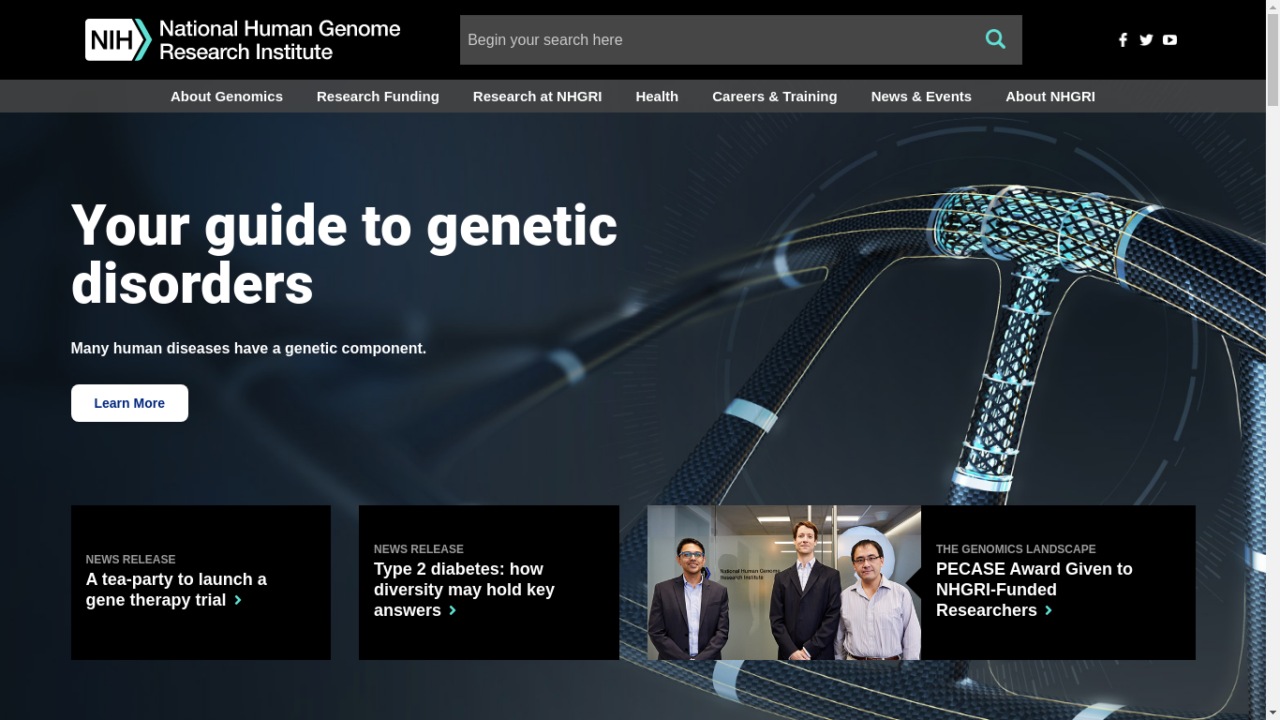 NIH National Human Genome
Research Institute
Begin your search here
About Genomics Research Funding Research at NHGRI Health Careers & Training News & Events About NHGRI
Your guide to genetic
disorders
Many human diseases have a genetic component.
Learn More
NEWS RELEASE
A tea-party to launch a
gene therapy trial
NEWS RELEASE
Type 2 diabetes: how
diversity may hold key
answers
National Human Genome
Research Institute
THE GENOMICS LANDSCAPE
PECASE Award Given to
NHGRI-Funded
Researchers